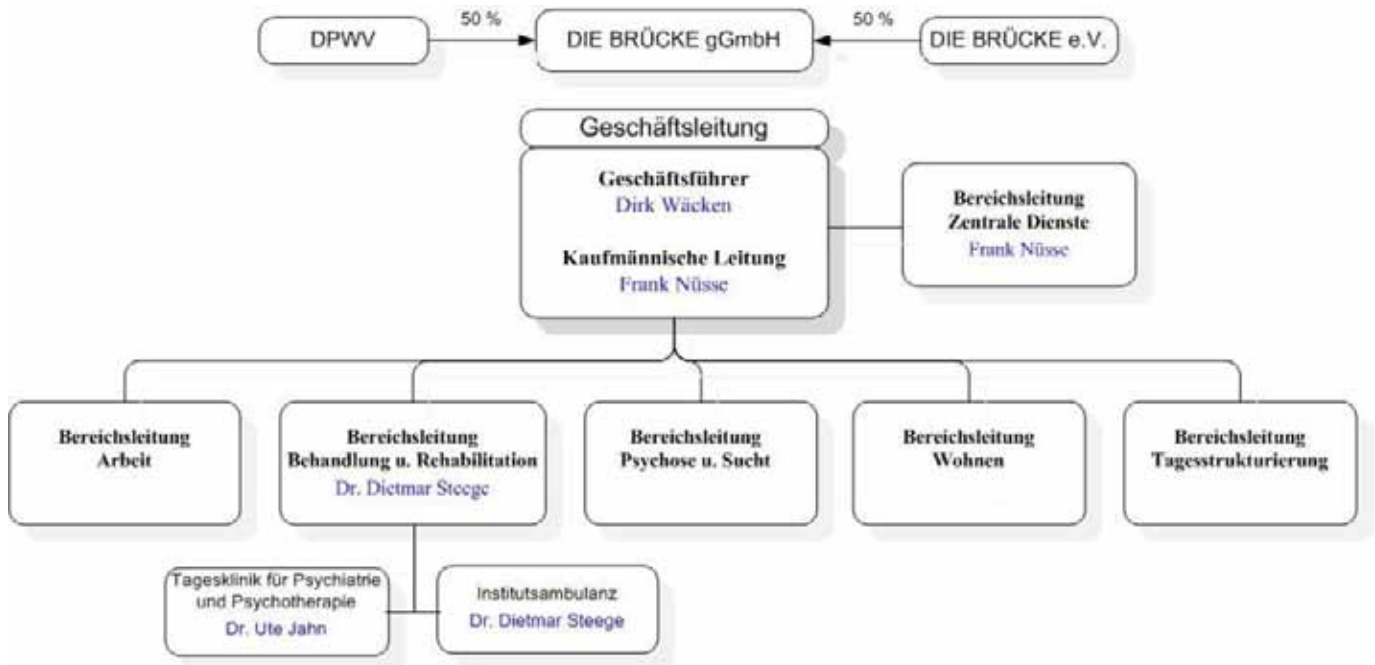 50 %
50 %
DPWV
DIE BRÜCKE gGmbH
DIE BRÜCKE e.V.
Geschäftsleitung
Geschäftsführer
Dirk Wäcken
Kaufmännische Leitung
Frank Nüsse
Bereichsleitung
Zentrale Dienste
Frank Nüsse
Bereichsleitung
Arbeit
Bereichsleitung
Behandlung u. Rehabilitation
Dr. Dietmar Steege
Bereichsleitung
Psychose u. Sucht
Bereichsleitung
Wohnen
Bereichsleitung
Tagesstrukturierung
Tagesklinik für Psychiatrie
und Psychotherapie
Dr. Ute Jahn
Institutsambulanz
Dr. Dietmar Steege